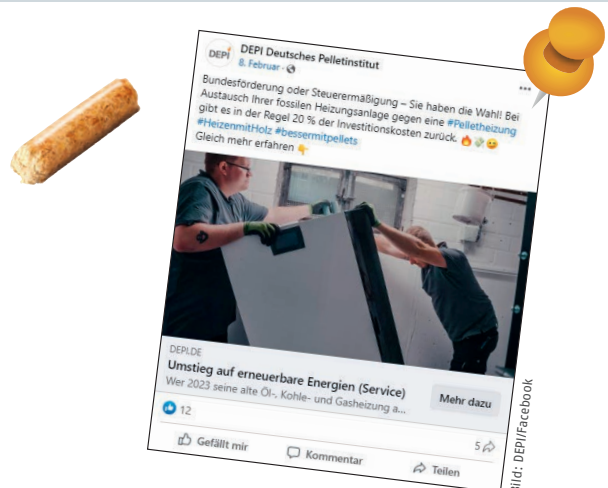 DEPI
DEPI Deutsches Pelletinstitut
8. Februar ·
Bundesförderung oder Steuerermäßigung – Sie haben die Wahl! Bei
Austausch Ihrer fossilen Heizungsanlage gegen eine #Pelletheizung
gibt es in der Regel 20 % der Investitionskosten zurück. 🔥💸😊
#HeizenmitHolz #bessermitpellets
Gleich mehr erfahren 👇
DEPI.DE
Umstieg auf erneuerbare Energien (Service)
Wer 2023 seine alte Öl-, Kohle- und Gasheizung a...
Mehr dazu
12
5
Gefällt mir
Kommentar
Teilen
Bild: DEPI/Facebook